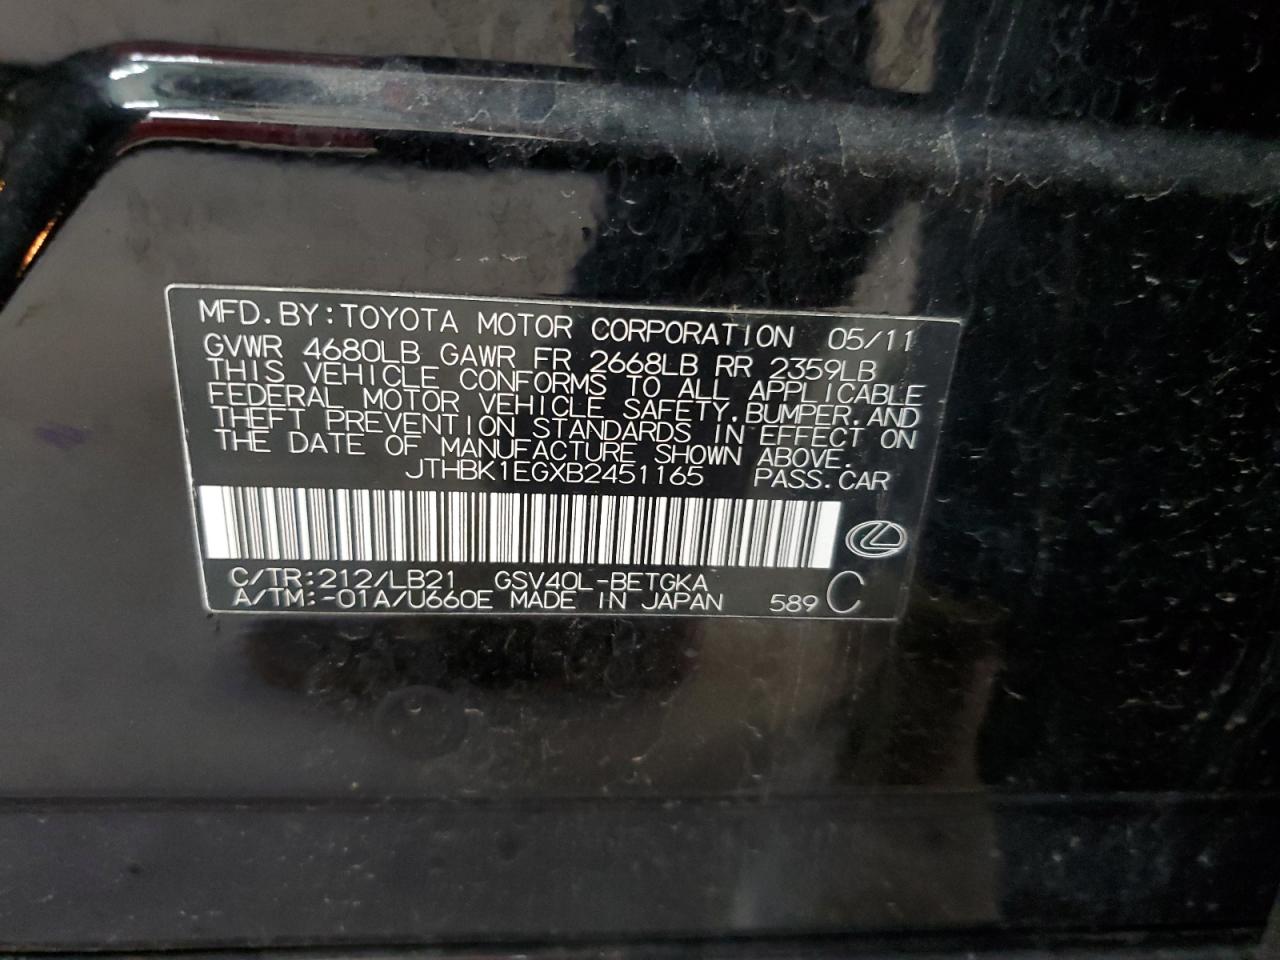 MFD.BY:TOYOTA MOTOR CORPORATION 05/11
GVWR 4680LB GAWR FR 2668LB RR 2359LB
THIS VEHICLE CONFORMS TO ALL APPLICABLE
FEDERAL MOTOR VEHICLE SAFETY,BUMPER,AND
THEFT PREVENTION STANDARDS IN EFFECT ON
THE DATE OF MANUFACTURE SHOWN ABOVE.
JTHBK1EGXB2451165 PASS.CAR
C/TR:212/LB21 GSV40L-BETGKA
A/TM:-01A/U660E MADE IN JAPAN 589 C